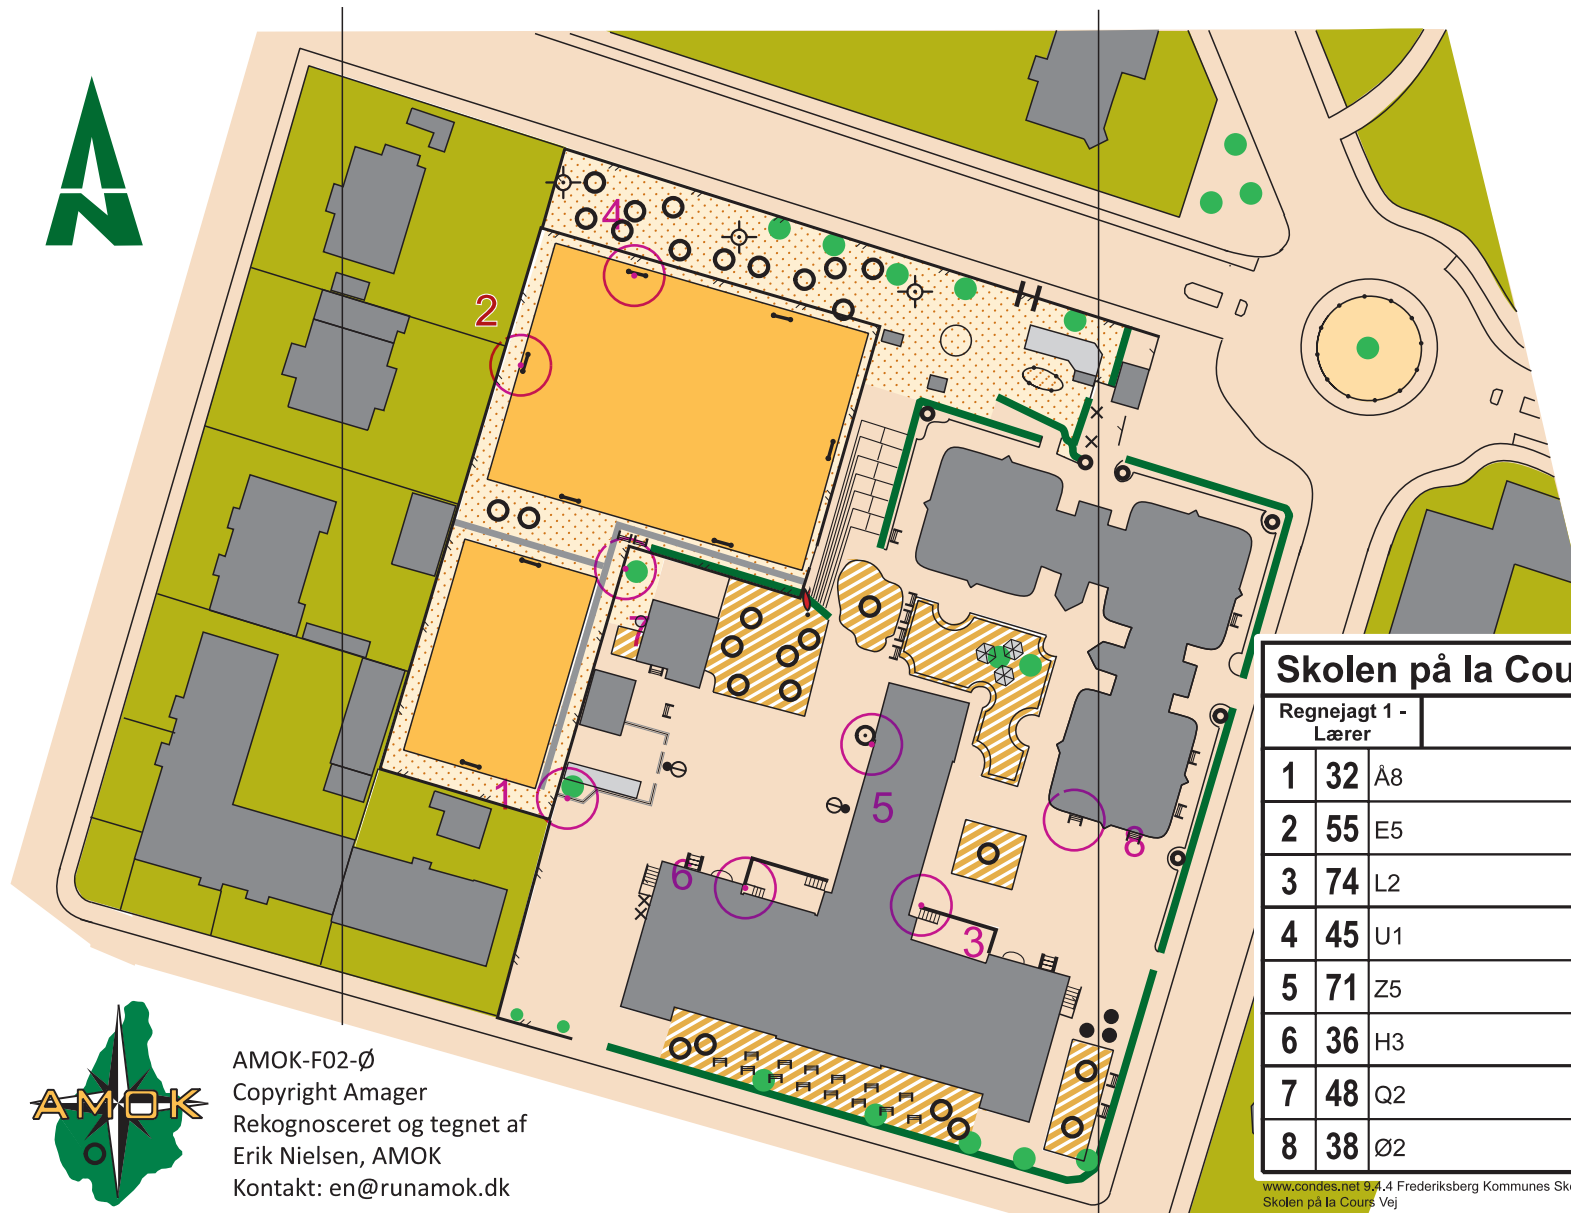 4
2
7
1
5
6
3
8
Skolen på la Cou
Regnejagt 1 -
Lærer
1 32 Å8
2 55 E5
3 74 L2
4 45 U1
5 71 Z5
6 36 H3
7 48 Q2
8 38 Ø2
www.condes.net 9.4.4 Frederiksberg Kommunes Sko
Skolen på la Cours Vej
AMOK
AMOK-F02-Ø
Copyright Amager
Rekognosceret og tegnet af
Erik Nielsen, AMOK
Kontakt: en@runamok.dk